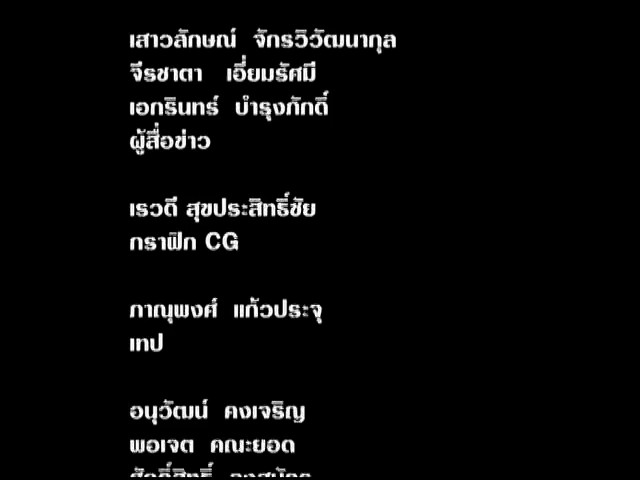 เสาวลักษณ์ จักรวิวัฒนากุล
จีรชาตา เอี่ยมรัศมี
เอกรินทร์ บำรุงภักดิ์
ผู้สื่อข่าว
เรวดี สุขประสิทธิ์ชัย
กราฟิก CG
ภาณุพงศ์ แก้วประจุ
เทป
อนุวัฒน์ คงเจริญ
พอเจต คณะยอด